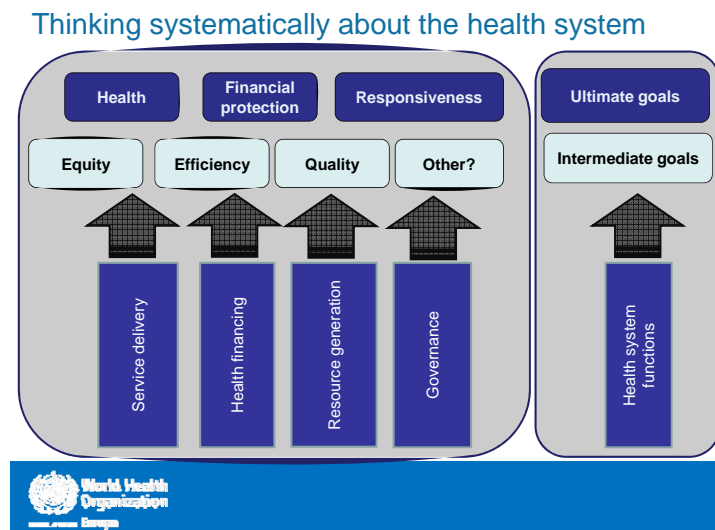 Thinking systematically about the health system
Health
Financial
protection
Responsiveness
Ultimate goals
Equity
Efficiency
Quality
Other?
Intermediate goals
Service delivery
Health financing
Resource generation
Governance
Health system
functions
World Health
Organization
Europe